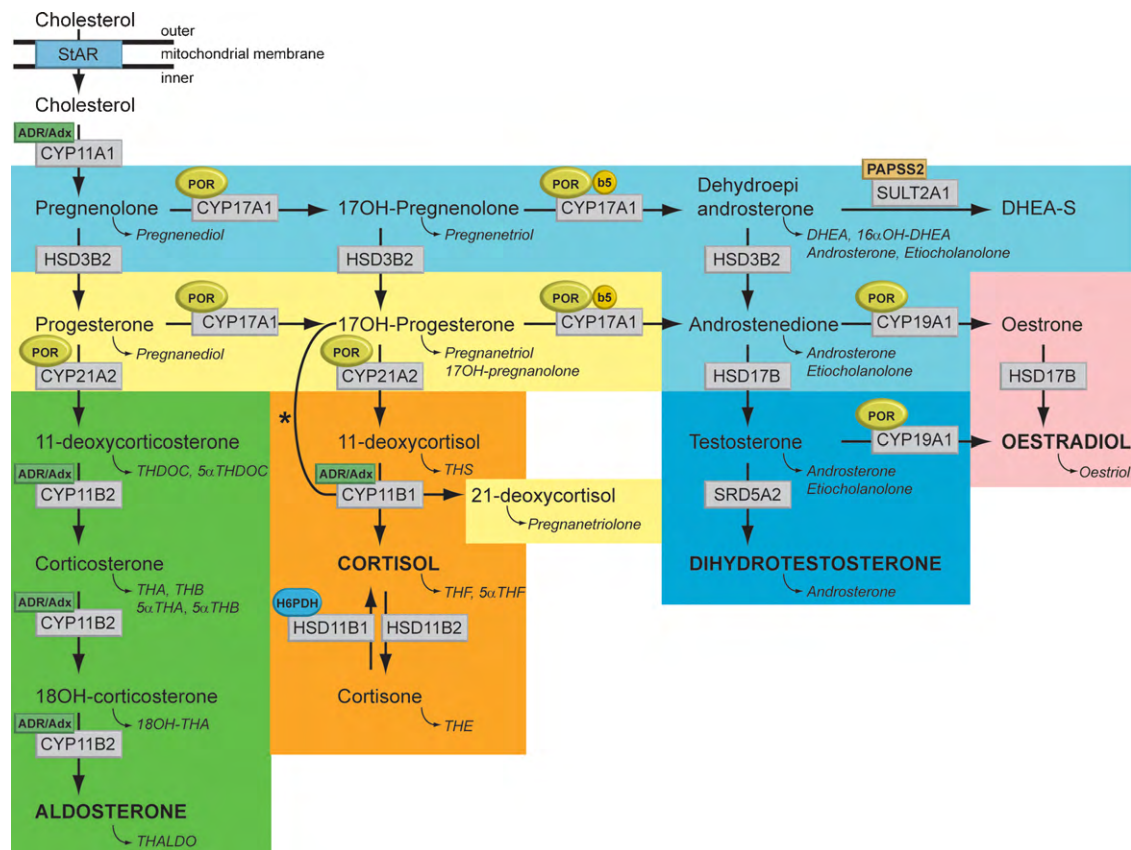 Cholesterol
outer
StAR
mitochondrial membrane
inner
Cholesterol
ADR/Adx
CYP11A1
PAPSS2
POR
POR
b5
SULT2A1
Pregnenolone
CYP17A1
17OH-Pregnenolone
CYP17A1
Dehydroepi
androsterone
DHEA-S
Pregnenediol
Pregnenetriol
DHEA, 16αOH-DHEA
Androsterone, Etiocholanolone
HSD3B2
HSD3B2
HSD3B2
POR
POR
b5
POR
Progesterone
CYP17A1
17OH-Progesterone
CYP17A1
Androstenedione
CYP19A1
Oestrone
Pregnanediol
Pregnanetriol
17OH-pregnanolone
Androsterone
Etiocholanolone
POR
CYP21A2
POR
CYP21A2
HSD17B
HSD17B
*
POR
11-deoxycorticosterone
11-deoxycortisol
Testosterone
CYP19A1
OESTRADIOL
THDOC, 5αTHDOC
THS
Androsterone
Etiocholanolone
Oestriol
ADR/Adx
CYP11B2
ADR/Adx
CYP11B1
21-deoxycortisol
SRD5A2
Pregnanetriolone
Corticosterone
CORTISOL
DIHYDROTESTOSTERONE
THA, THB
5αTHA, 5αTHB
THF, 5αTHF
Androsterone
ADR/Adx
CYP11B2
H6PDH
HSD11B1
HSD11B2
18OH-corticosterone
Cortisone
18OH-THA
THE
ADR/Adx
CYP11B2
ALDOSTERONE
THALDO